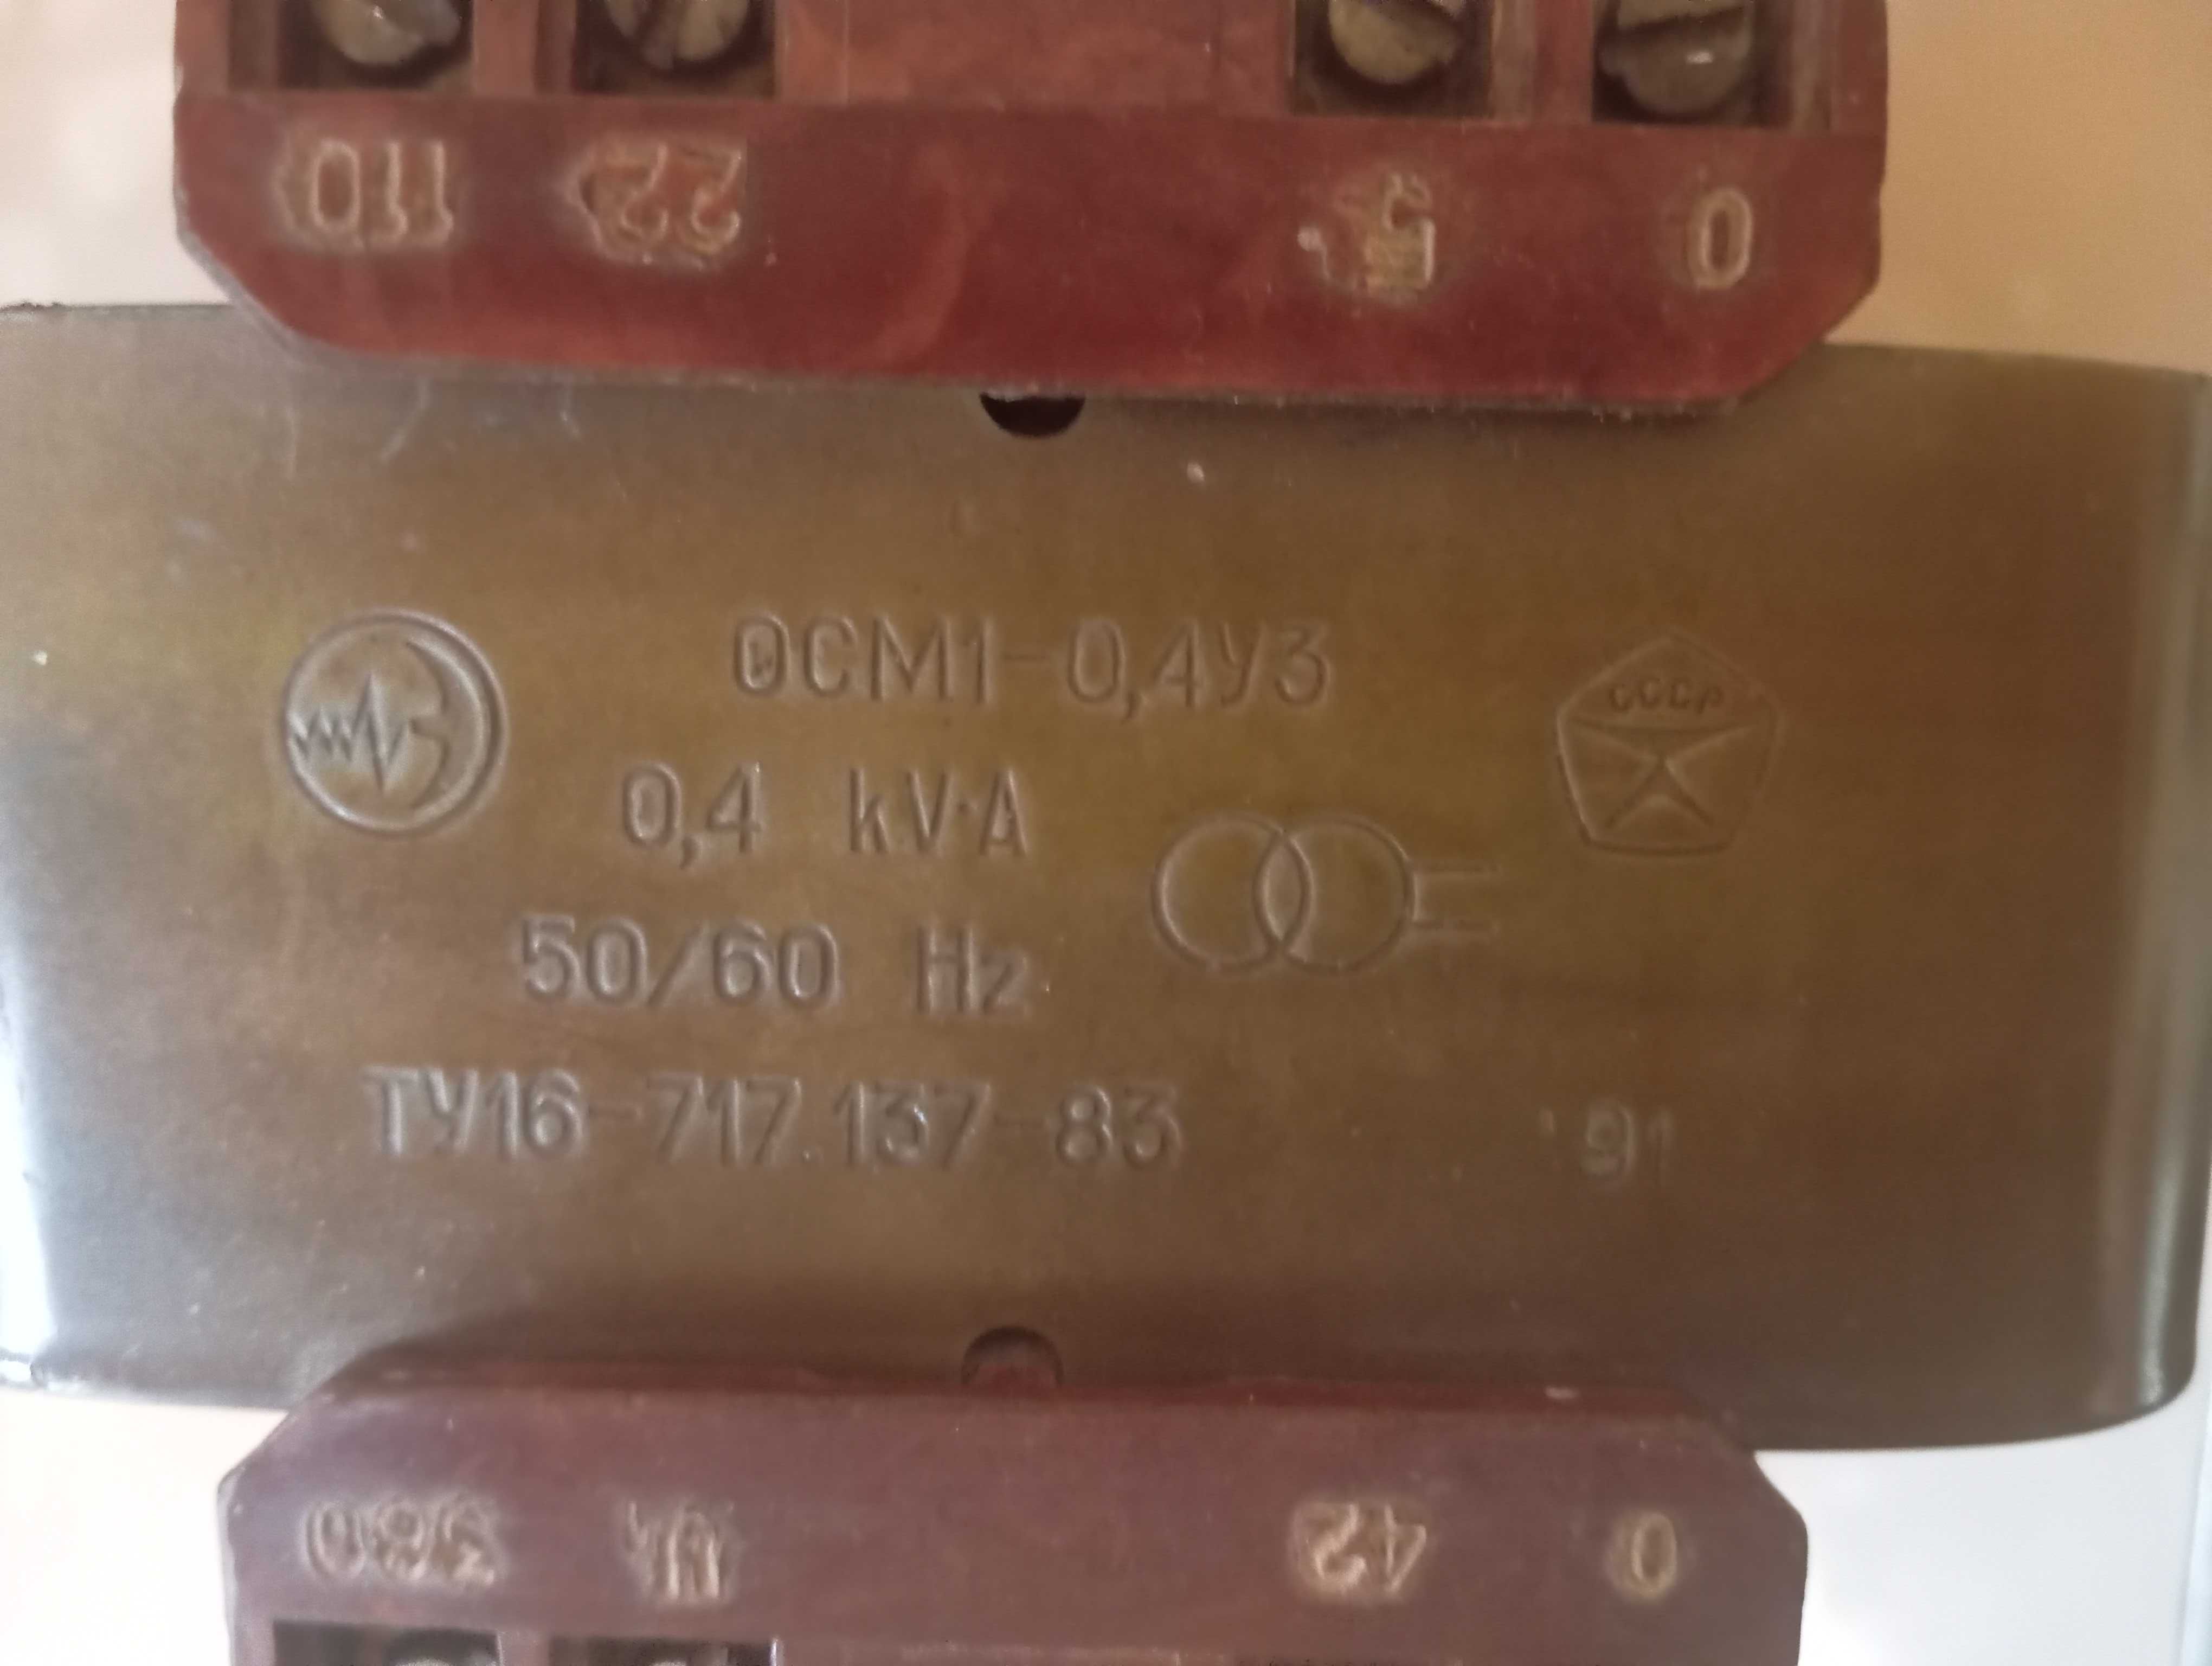 110 22 5 0
ОСМ1-0,4У3
СССР
0,4 kV·A
50/60 Hz
ТУ16-717.137-83
91
380 42 0